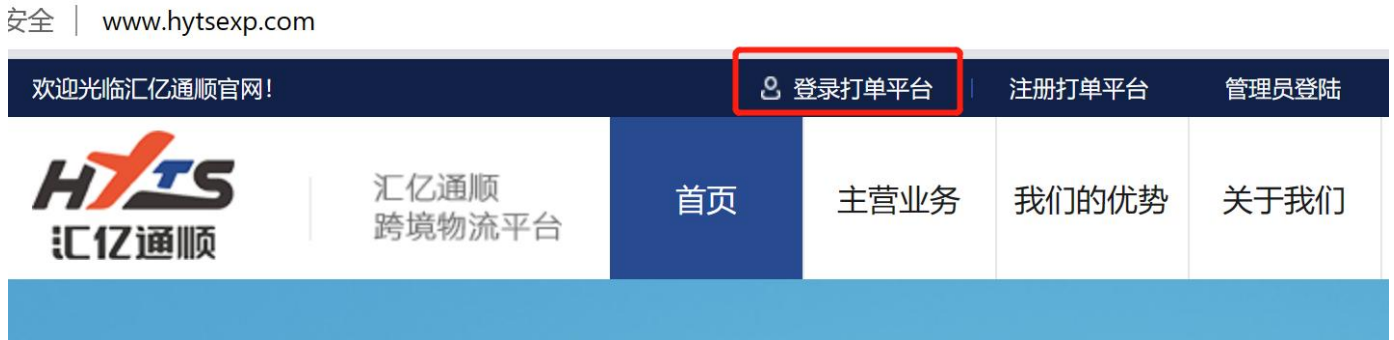 安全 www.hytsexp.com
欢迎光临汇亿通顺官网！ 登录打单平台 注册打单平台 管理员登陆
HYTS
汇亿通顺
汇亿通顺
跨境物流平台
首页 主营业务 我们的优势 关于我们